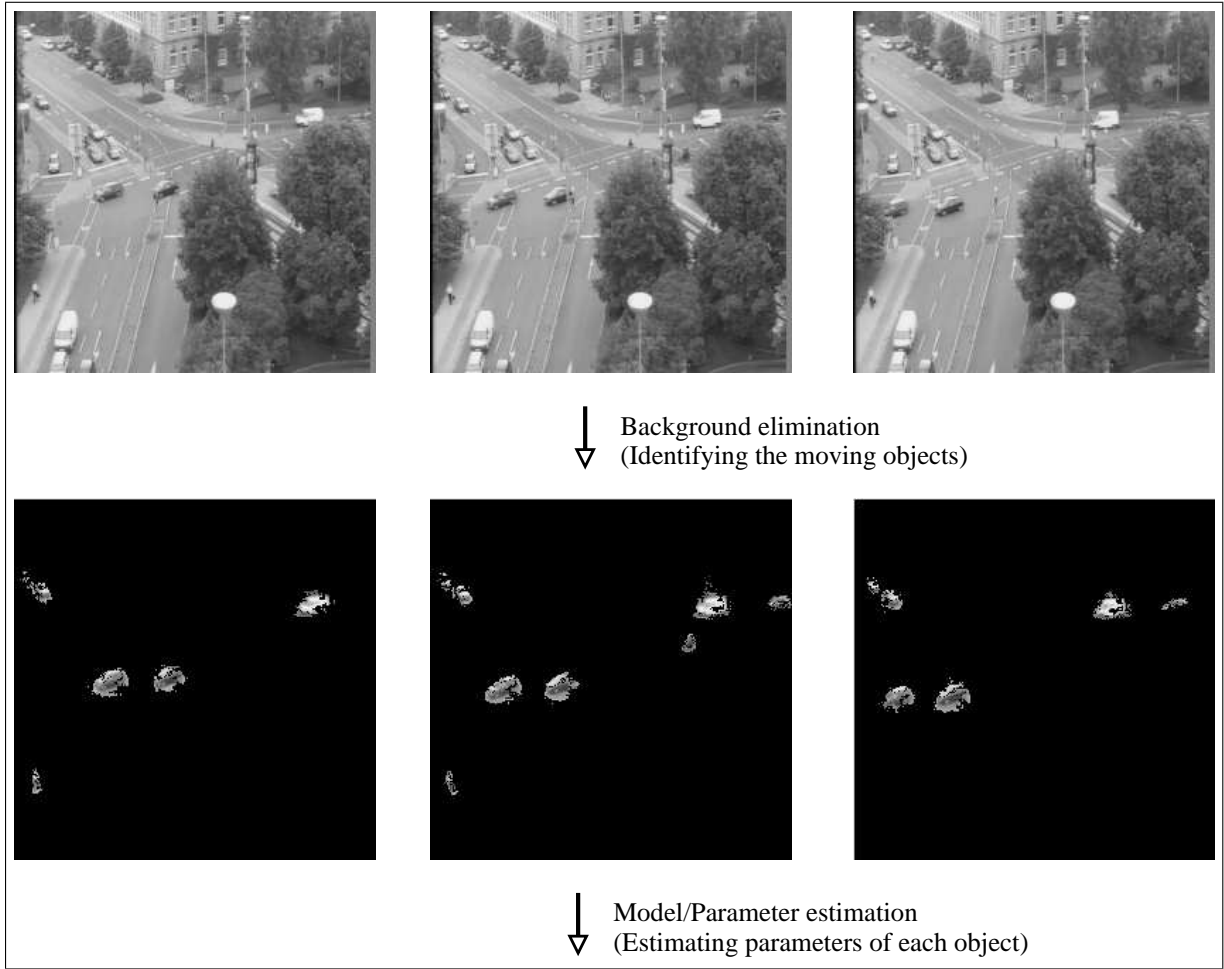 Background elimination
(Identifying the moving objects)
Model/Parameter estimation
(Estimating parameters of each object)